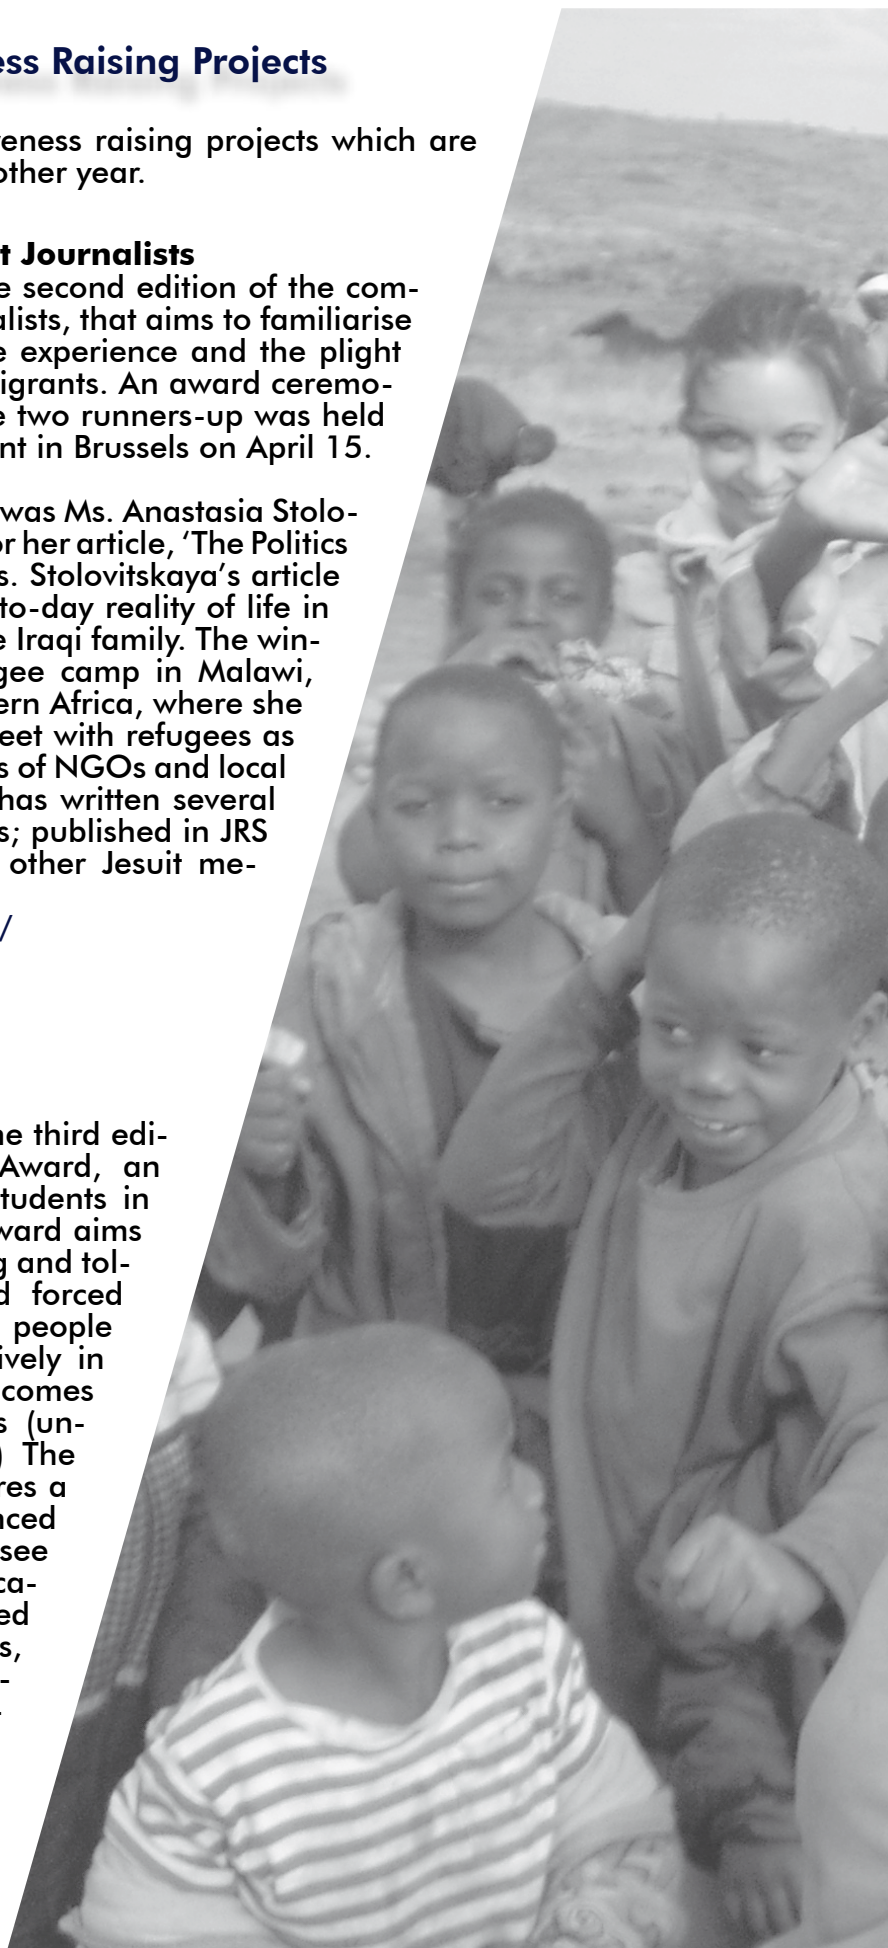 ess Raising Projects
eness raising projects which are
other year.
t Journalists
e second edition of the com-
alists, that aims to familiarise
e experience and the plight
igrants. An award ceremo-
e two runners-up was held
nt in Brussels on April 15.
was Ms. Anastasia Stolo-
or her article, ‘The Politics
s. Stolovitskaya’s article
to-day reality of life in
e Iraqi family. The win-
gee camp in Malawi,
ern Africa, where she
eet with refugees as
s of NGOs and local
has written several
s; published in JRS
other Jesuit me-
/
he third edi-
Award, an
tudents in
ward aims
g and tol-
d forced
people
ively in
comes
s (un-
) The
res a
nced
see
ca-
ed
s,
-
.